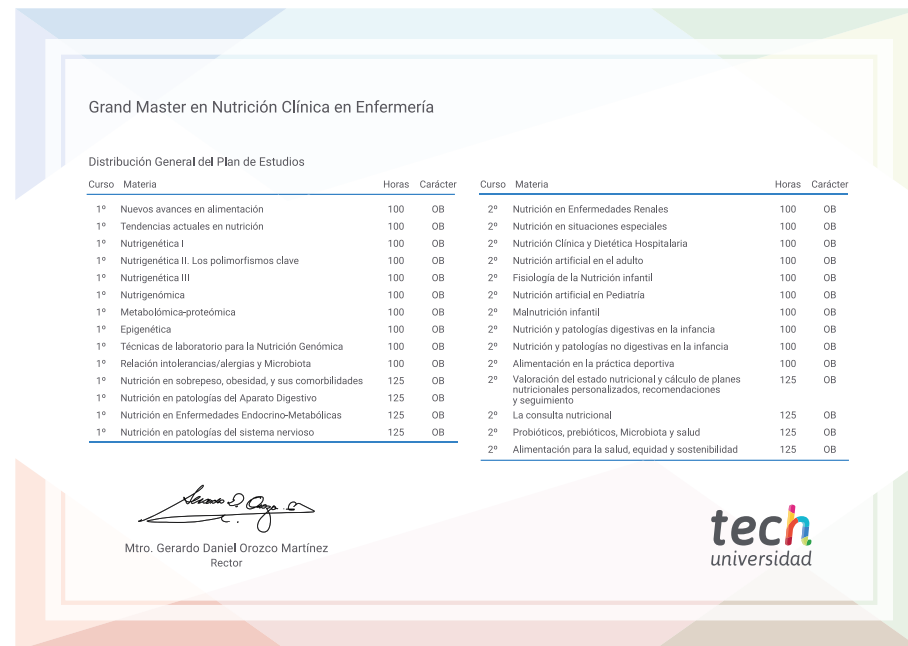 Grand Master en Nutrición Clínica en Enfermería
Distribución General del Plan de Estudios
Curso Materia Horas Carácter
1º Nuevos avances en alimentación 100 OB
1º Tendencias actuales en nutrición 100 OB
1º Nutrigenética I 100 OB
1º Nutrigenética II. Los polimorfismos clave 100 OB
1º Nutrigenética III 100 OB
1º Nutrigenómica 100 OB
1º Metabolómica-proteómica 100 OB
1º Epigenética 100 OB
1º Técnicas de laboratorio para la Nutrición Genómica 100 OB
1º Relación intolerancias/alergias y Microbiota 100 OB
1º Nutrición en sobrepeso, obesidad, y sus comorbilidades 125 OB
1º Nutrición en patologías del Aparato Digestivo 125 OB
1º Nutrición en Enfermedades Endocrino-Metabólicas 125 OB
1º Nutrición en patologías del sistema nervioso 125 OB
Curso Materia Horas Carácter
2º Nutrición en Enfermedades Renales 100 OB
2º Nutrición en situaciones especiales 100 OB
2º Nutrición Clínica y Dietética Hospitalaria 100 OB
2º Nutrición artificial en el adulto 100 OB
2º Fisiología de la Nutrición infantil 100 OB
2º Nutrición artificial en Pediatría 100 OB
2º Malnutrición infantil 100 OB
2º Nutrición y patologías digestivas en la infancia 100 OB
2º Nutrición y patologías no digestivas en la infancia 100 OB
2º Alimentación en la práctica deportiva 100 OB
2º Valoración del estado nutricional y cálculo de planes 125 OB
nutricionales personalizados, recomendaciones
y seguimiento
2º La consulta nutricional 125 OB
2º Probióticos, prebióticos, Microbiota y salud 125 OB
2º Alimentación para la salud, equidad y sostenibilidad 125 OB
Mtro. Gerardo Daniel Orozco Martínez
Rector
tech
universidad